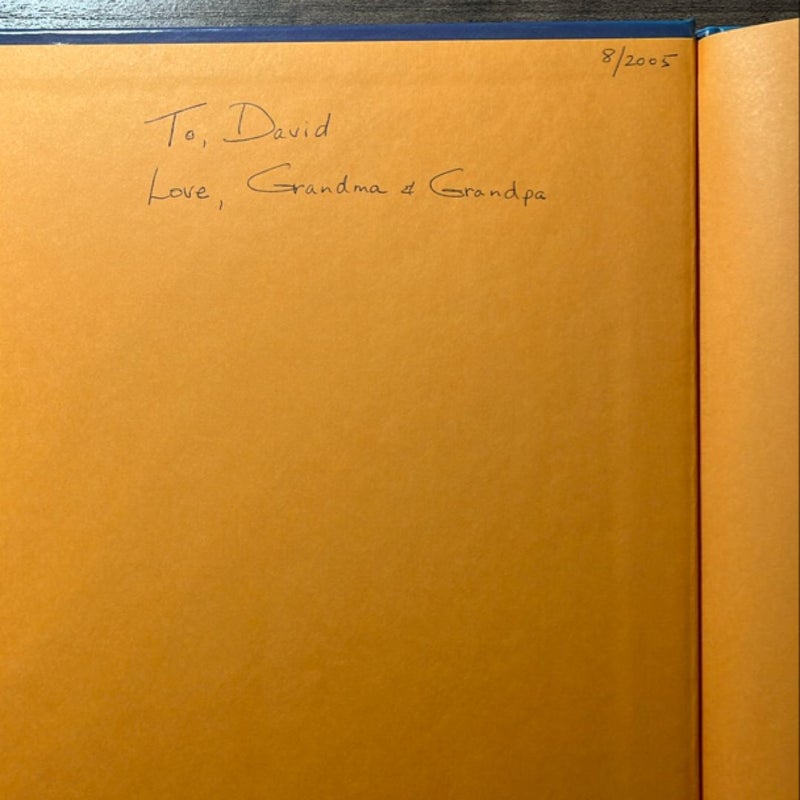 8/2005
To, David
Love, Grandma & Grandpa